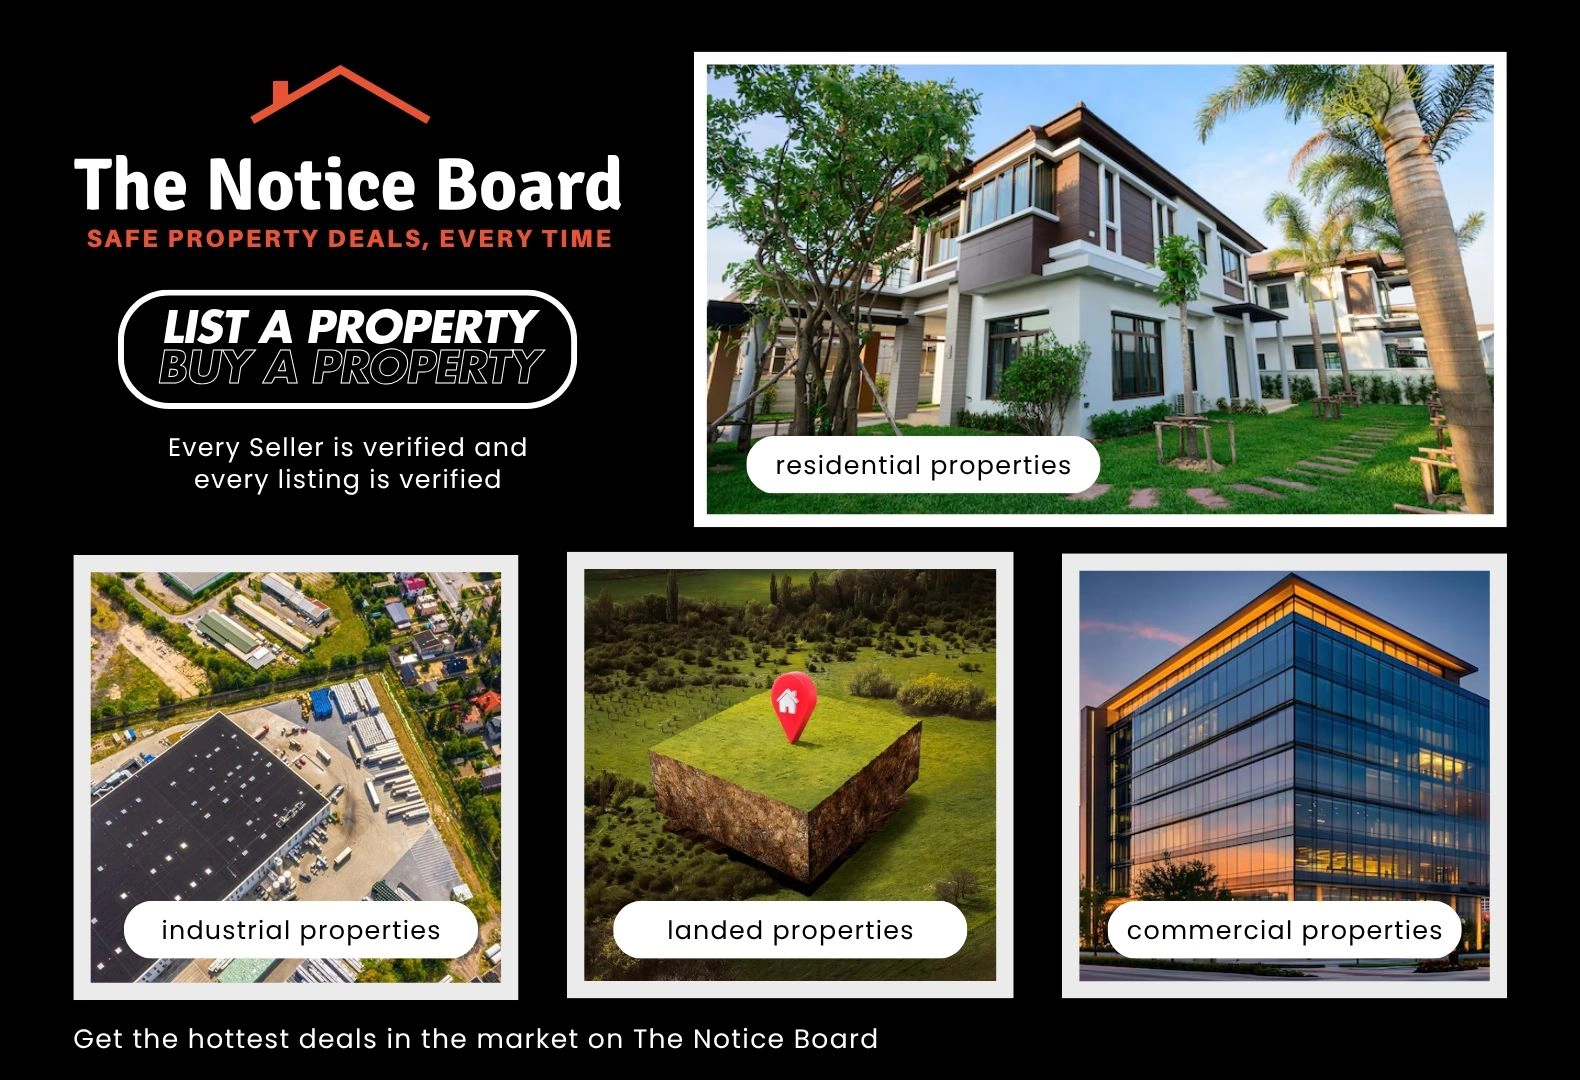 The Notice Board
SAFE PROPERTY DEALS, EVERY TIME
LIST A PROPERTY
BUY A PROPERTY
Every Seller is verified and
every listing is verified
residential properties
industrial properties
landed properties
commercial properties
Get the hottest deals in the market on The Notice Board